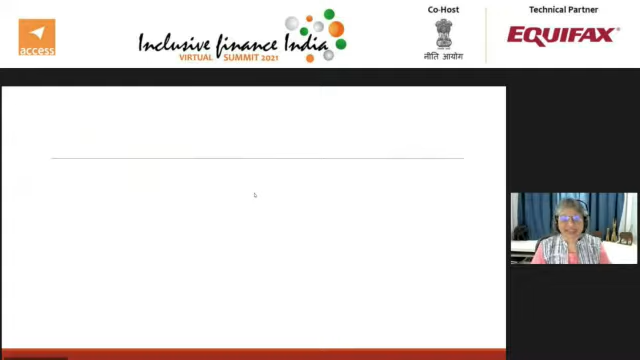 access
Inclusive finance India
VIRTUAL SUMMIT 2021
Co-Host
नीति आयोग
Technical Partner
EQUIFAX